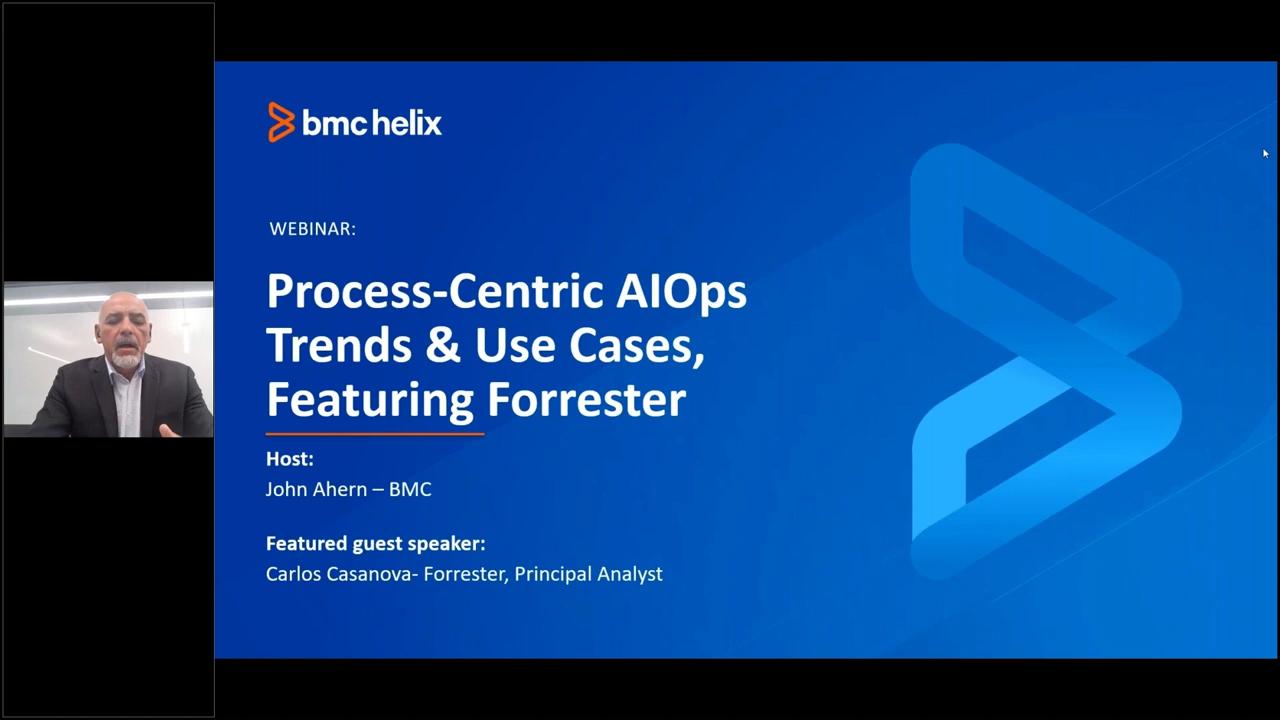 bmc helix
WEBINAR:
Process-Centric AIOps
Trends & Use Cases,
Featuring Forrester
Host:
John Ahern – BMC
Featured guest speaker:
Carlos Casanova- Forrester, Principal Analyst